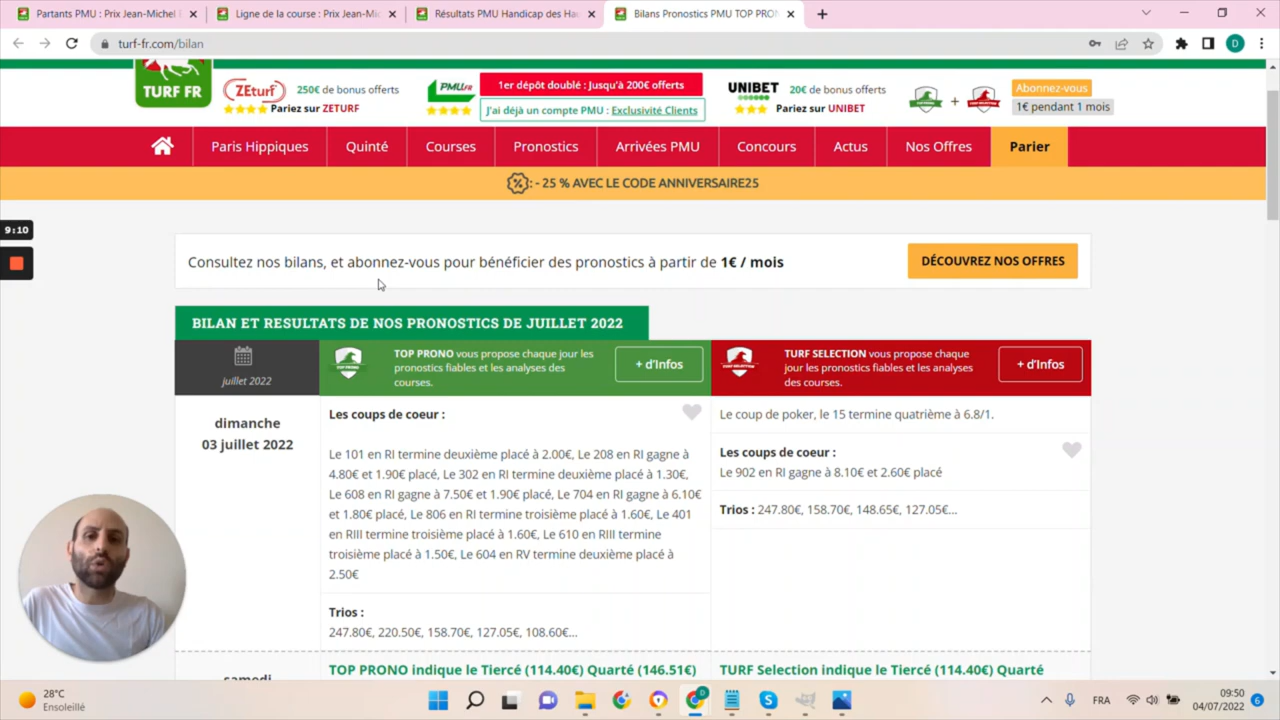 Partants PMU : Prix Jean-Michel
Ligne de la course : Prix Jean-Mic
Résultats PMU Handicap des Hau
Bilans Pronostics PMU TOP PRON
turf-fr.com/bilan
D
TURF FR
ZEturf
250€ de bonus offerts
Pariez sur ZETURF
PMU.FR
1er dépôt doublé : Jusqu'à 200€ offerts
J'ai déjà un compte PMU : Exclusivité Clients
UNIBET
20€ de bonus offerts
Pariez sur UNIBET
+
Abonnez-vous
1€ pendant 1 mois
Paris Hippiques
Quinté
Courses
Pronostics
Arrivées PMU
Concours
Actus
Nos Offres
Parier
: - 25 % AVEC LE CODE ANNIVERSAIRE25
9:10
Consultez nos bilans, et abonnez-vous pour bénéficier des pronostics à partir de 1€ / mois
DÉCOUVREZ NOS OFFRES
BILAN ET RESULTATS DE NOS PRONOSTICS DE JUILLET 2022
juillet 2022
TOP PRONO
TOP PRONO vous propose chaque jour les
pronostics fiables et les analyses des
courses.
+ d'Infos
TURF SELECTION
TURF SELECTION vous propose chaque
jour les pronostics fiables et les analyses
des courses.
+ d'Infos
dimanche
03 juillet 2022
Les coups de coeur :
Le 101 en RI termine deuxième placé à 2.00€, Le 208 en RI gagne à
4.80€ et 1.90€ placé, Le 302 en RI termine deuxième placé à 1.30€,
Le 608 en RI gagne à 7.50€ et 1.90€ placé, Le 704 en RI gagne à 6.10€
et 1.80€ placé, Le 806 en RI termine troisième placé à 1.60€, Le 401
en RIII termine troisième placé à 1.60€, Le 610 en RIII termine
troisième placé à 1.50€, Le 604 en RV termine deuxième placé à
2.50€
Trios :
247.80€, 220.50€, 158.70€, 127.05€, 108.60€...
Le coup de poker, le 15 termine quatrième à 6.8/1.
Les coups de coeur :
Le 902 en RI gagne à 8.10€ et 2.60€ placé
Trios : 247.80€, 158.70€, 148.65€, 127.05€...
samedi
TOP PRONO indique le Tiercé (114.40€) Quarté (146.51€)
TURF Selection indique le Tiercé (114.40€) Quarté
28°C
Ensoleillé
D
FRA
09:50
04/07/2022
6